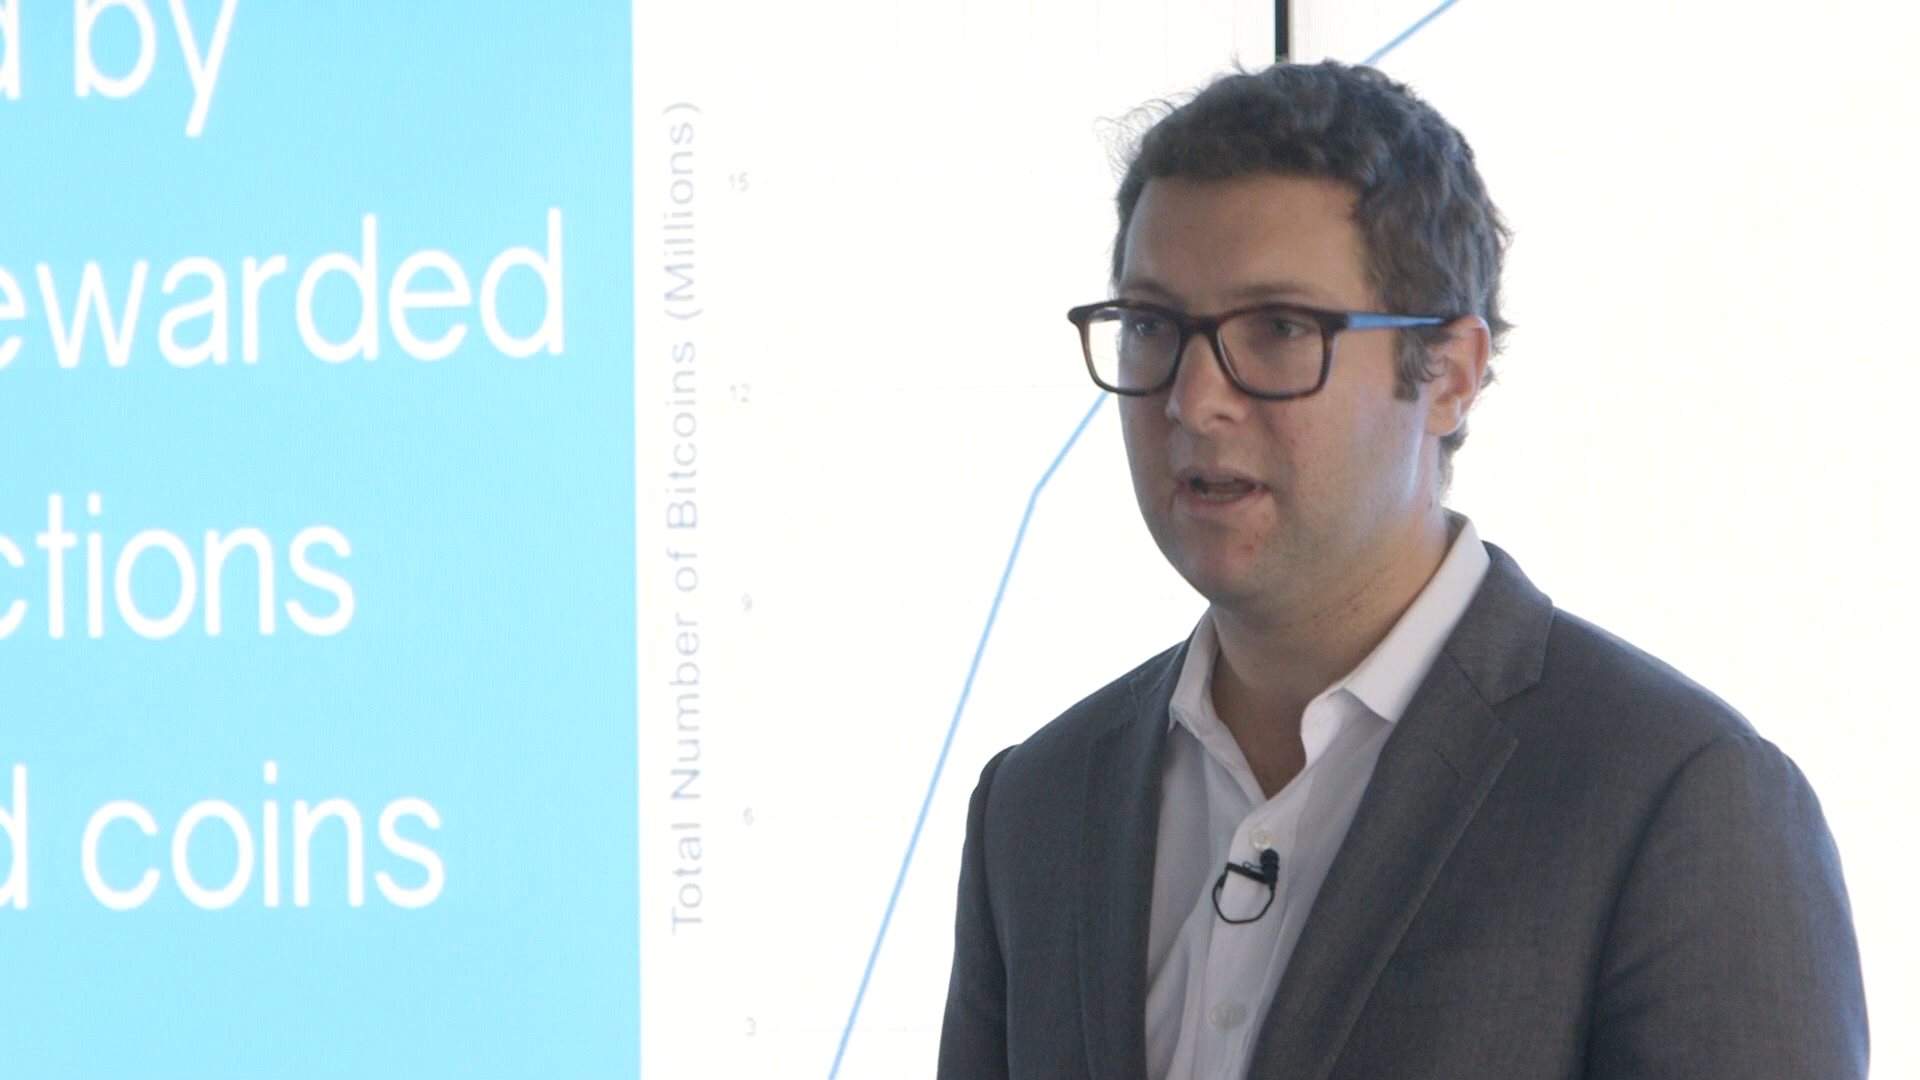 d by
ewarded
ctions
d coins
Total Number of Bitcoins (Millions)
15
12
9
6
3